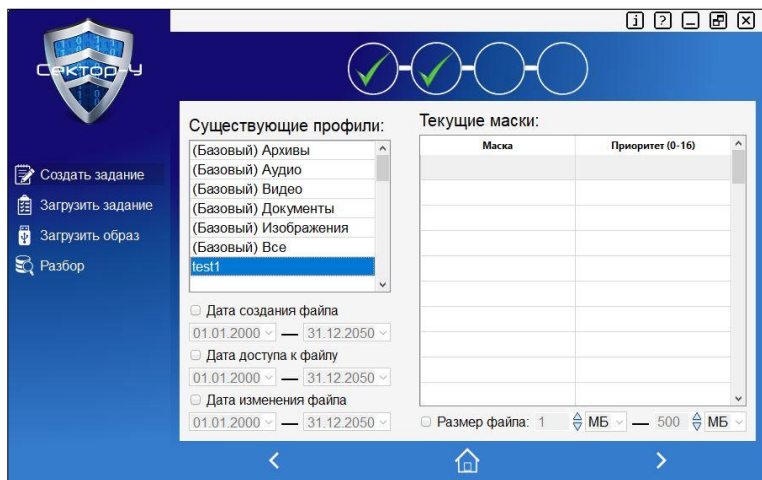 i ? _ X
Сектор-У
Создать задание
Загрузить задание
Загрузить образ
Разбор
Существующие профили:
(Базовый) Архивы
(Базовый) Аудио
(Базовый) Видео
(Базовый) Документы
(Базовый) Изображения
(Базовый) Все
test1
Дата создания файла
01.01.2000 — 31.12.2050
Дата доступа к файлу
01.01.2000 — 31.12.2050
Дата изменения файла
01.01.2000 — 31.12.2050
Текущие маски:
Маска Приоритет (0-16)
Размер файла: 1 МБ — 500 МБ